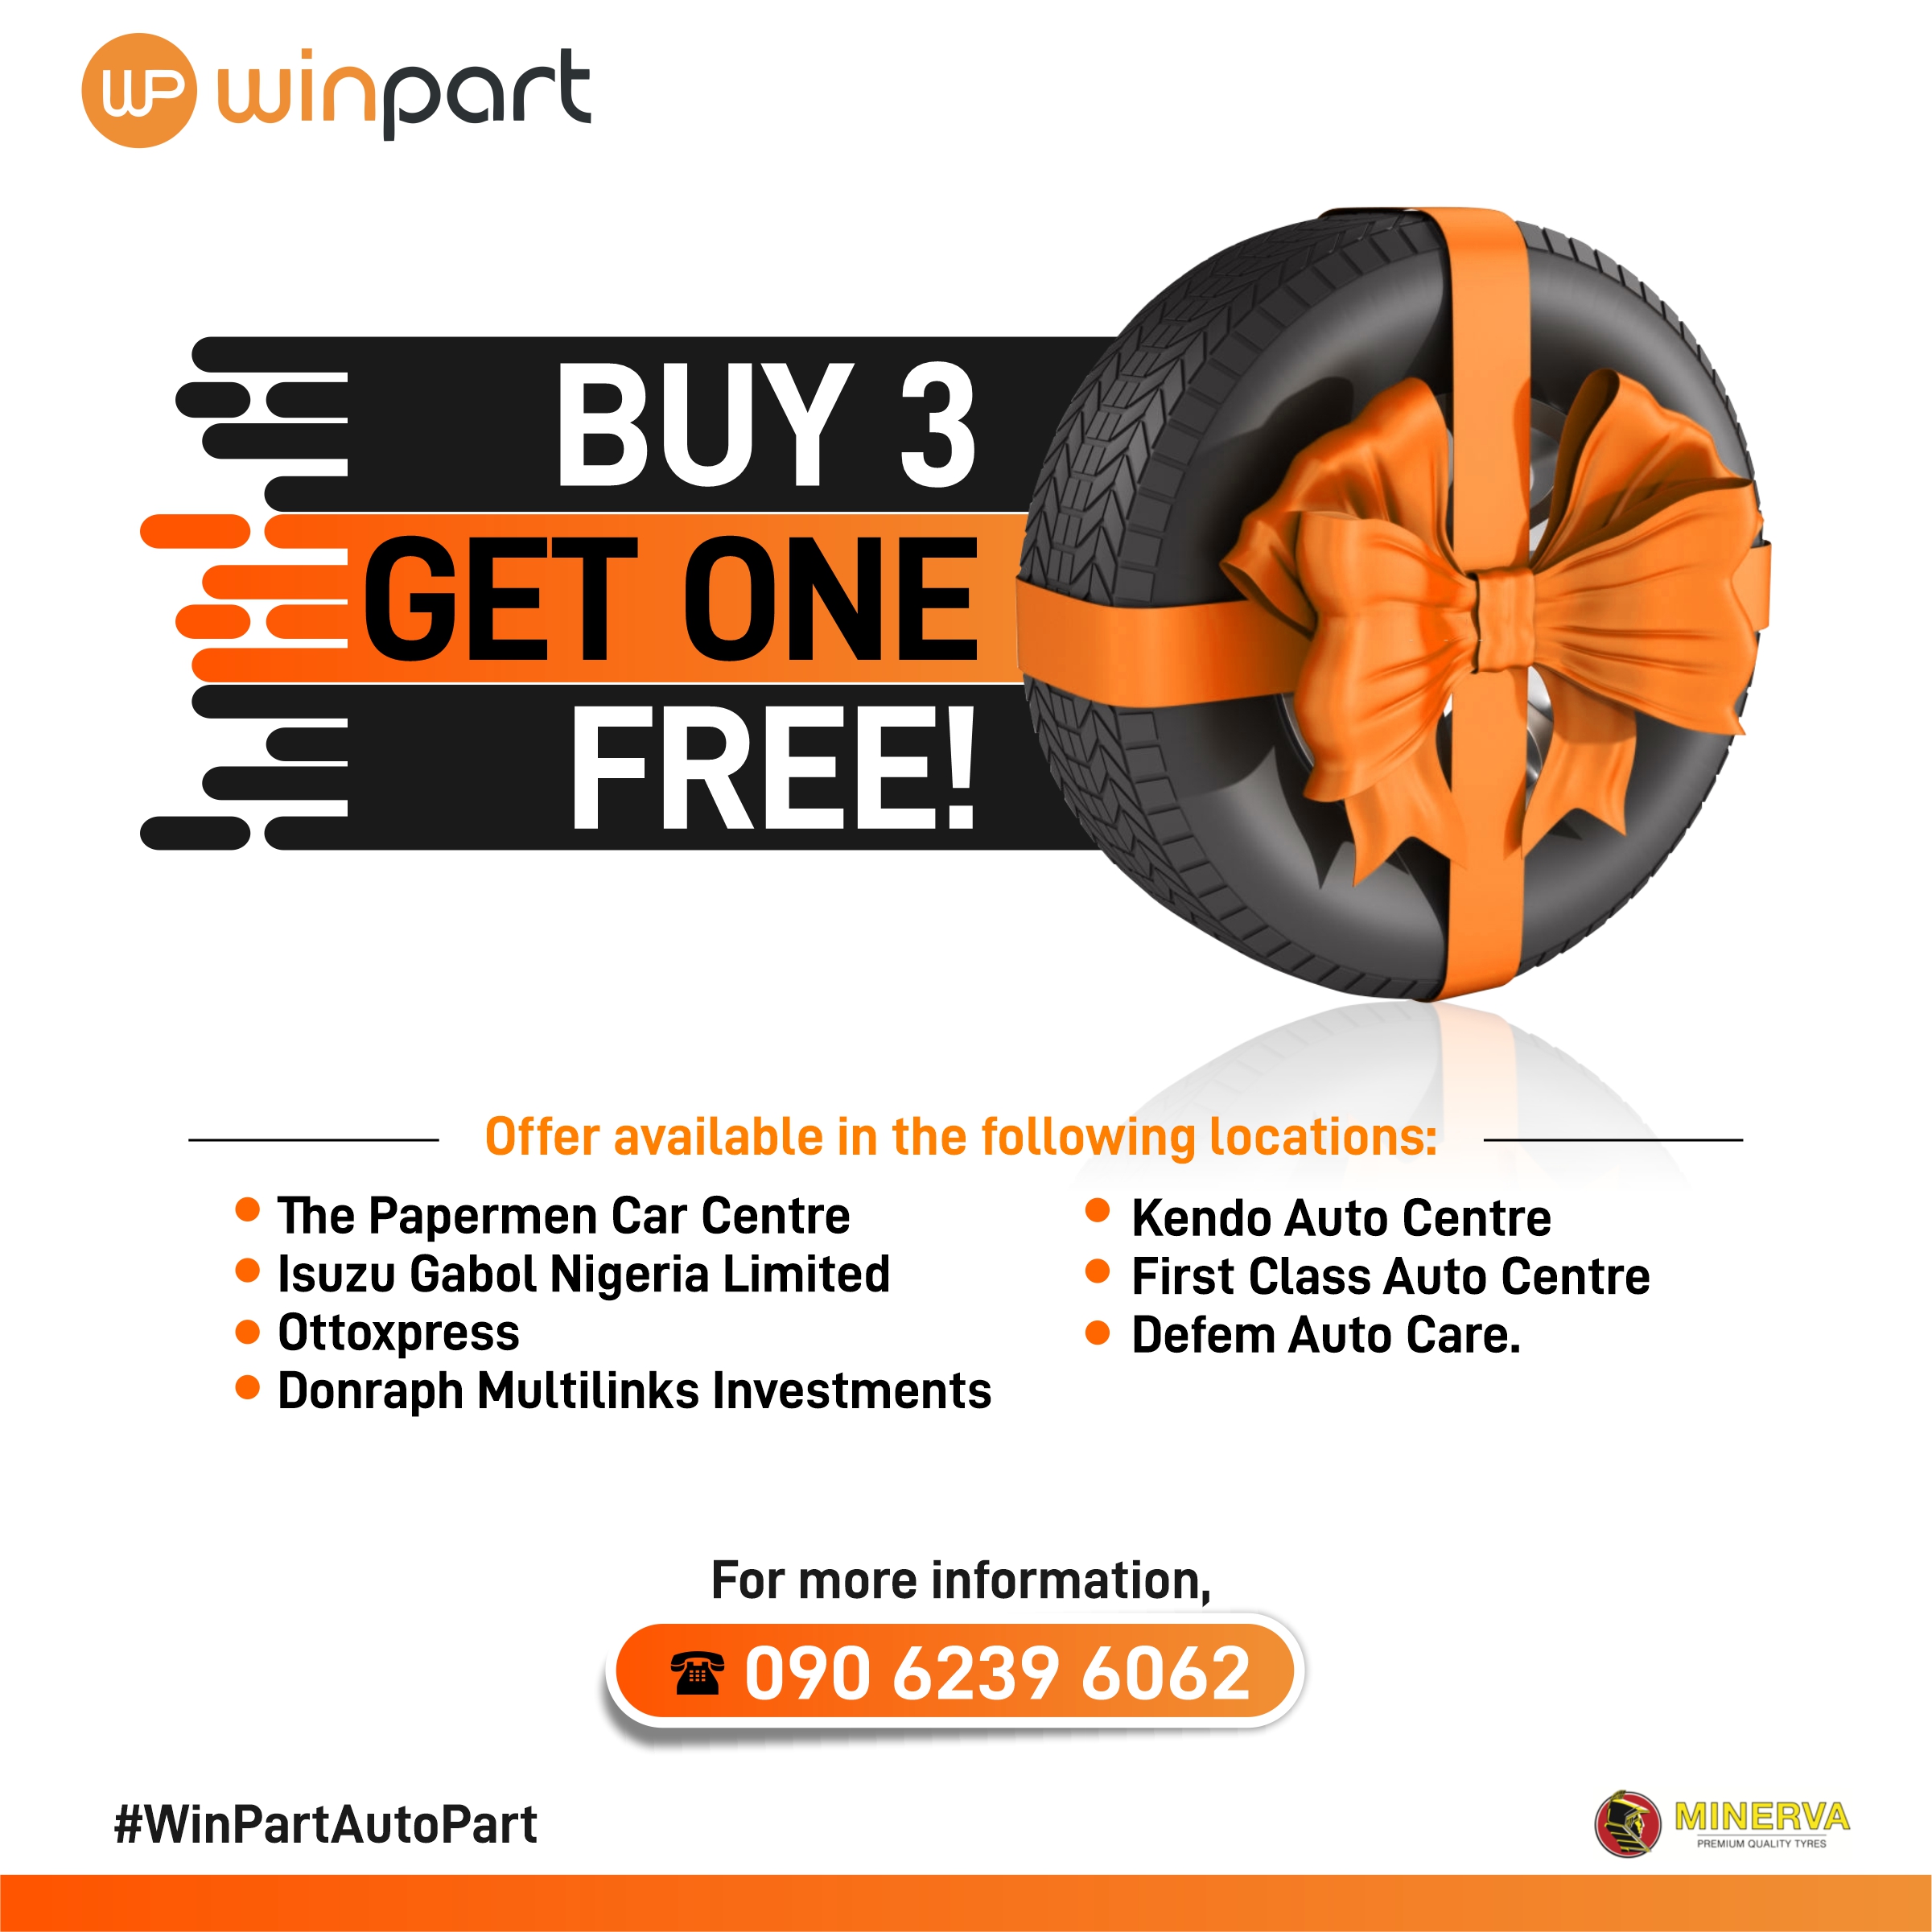 WP winpart
BUY 3
GET ONE
FREE!
Offer available in the following locations:
The Papermen Car Centre
Isuzu Gabol Nigeria Limited
Ottoxpress
Donraph Multilinks Investments
Kendo Auto Centre
First Class Auto Centre
Defem Auto Care.
For more information,
☎ 090 6239 6062
#WinPartAutoPart
MINERVA
PREMIUM QUALITY TYRES